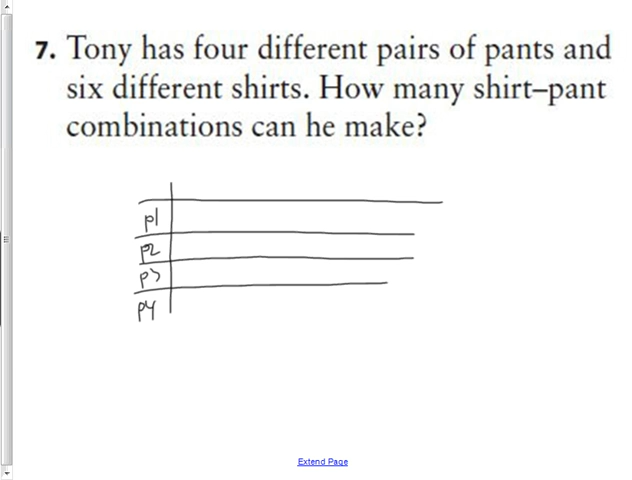 7. Tony has four different pairs of pants and
six different shirts. How many shirt–pant
combinations can he make?
p1
p2
p3
p4
Extend Page